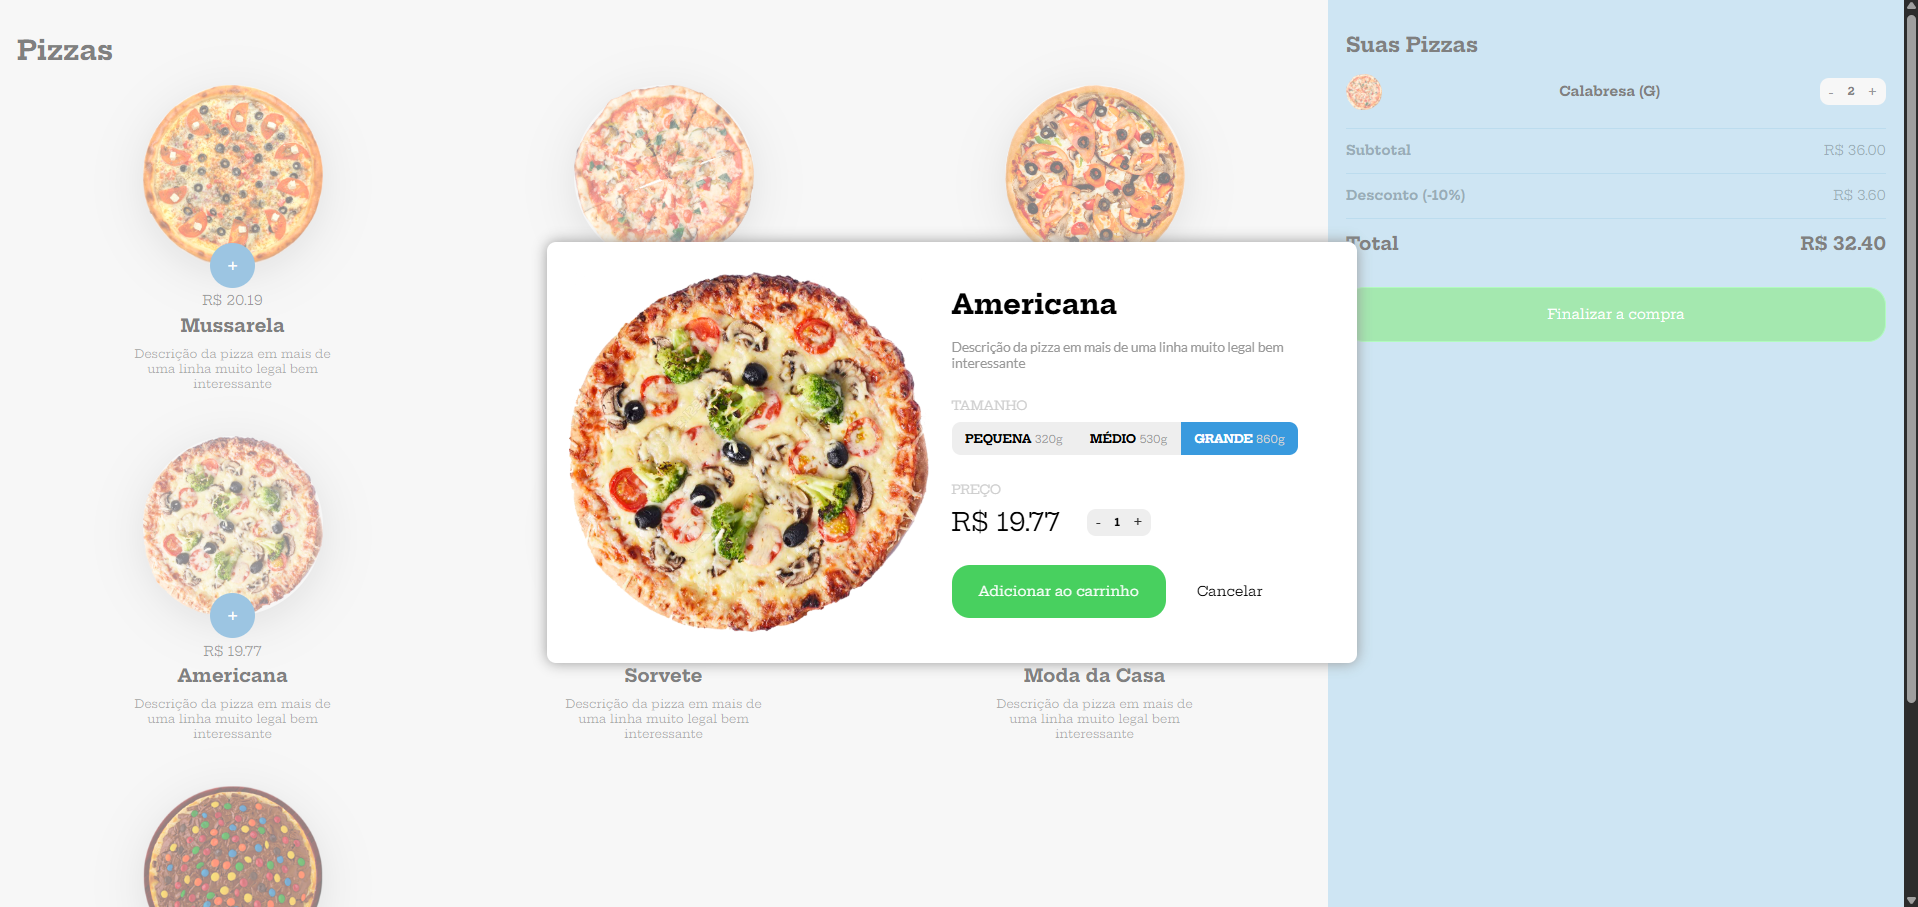 Pizzas
+
R$ 20.19
Mussarela
Descrição da pizza em mais de
uma linha muito legal bem
interessante
+
R$ 19.77
Americana
Descrição da pizza em mais de
uma linha muito legal bem
interessante
Sorvete
Descrição da pizza em mais de
uma linha muito legal bem
interessante
Moda da Casa
Descrição da pizza em mais de
uma linha muito legal bem
interessante
Americana
Descrição da pizza em mais de uma linha muito legal bem
interessante
TAMANHO
PEQUENA 320g MÉDIO 530g GRANDE 860g
PREÇO
R$ 19.77 - 1 +
Adicionar ao carrinho Cancelar
Suas Pizzas
Calabresa (G) - 2 +
Subtotal R$ 36.00
Desconto (-10%) R$ 3.60
Total R$ 32.40
Finalizar a compra